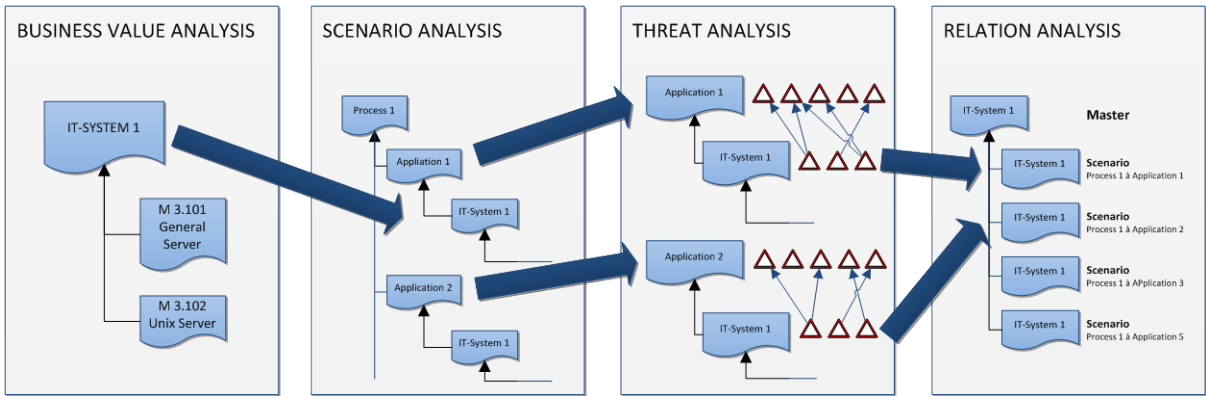 BUSINESS VALUE ANALYSIS
IT-SYSTEM 1
M 3.101
General
Server
M 3.102
Unix Server
SCENARIO ANALYSIS
Process 1
Appliation 1
IT-System 1
Application 2
IT-System 1
THREAT ANALYSIS
Application 1
IT-System 1
Application 2
IT-System 1
RELATION ANALYSIS
IT-System 1
Master
IT-System 1
Scenario
Process 1 à Application 1
IT-System 1
Scenario
Process 1 à Application 2
IT-System 1
Scenario
Process 1 à APplication 3
IT-System 1
Scenario
Process 1 à Application 5